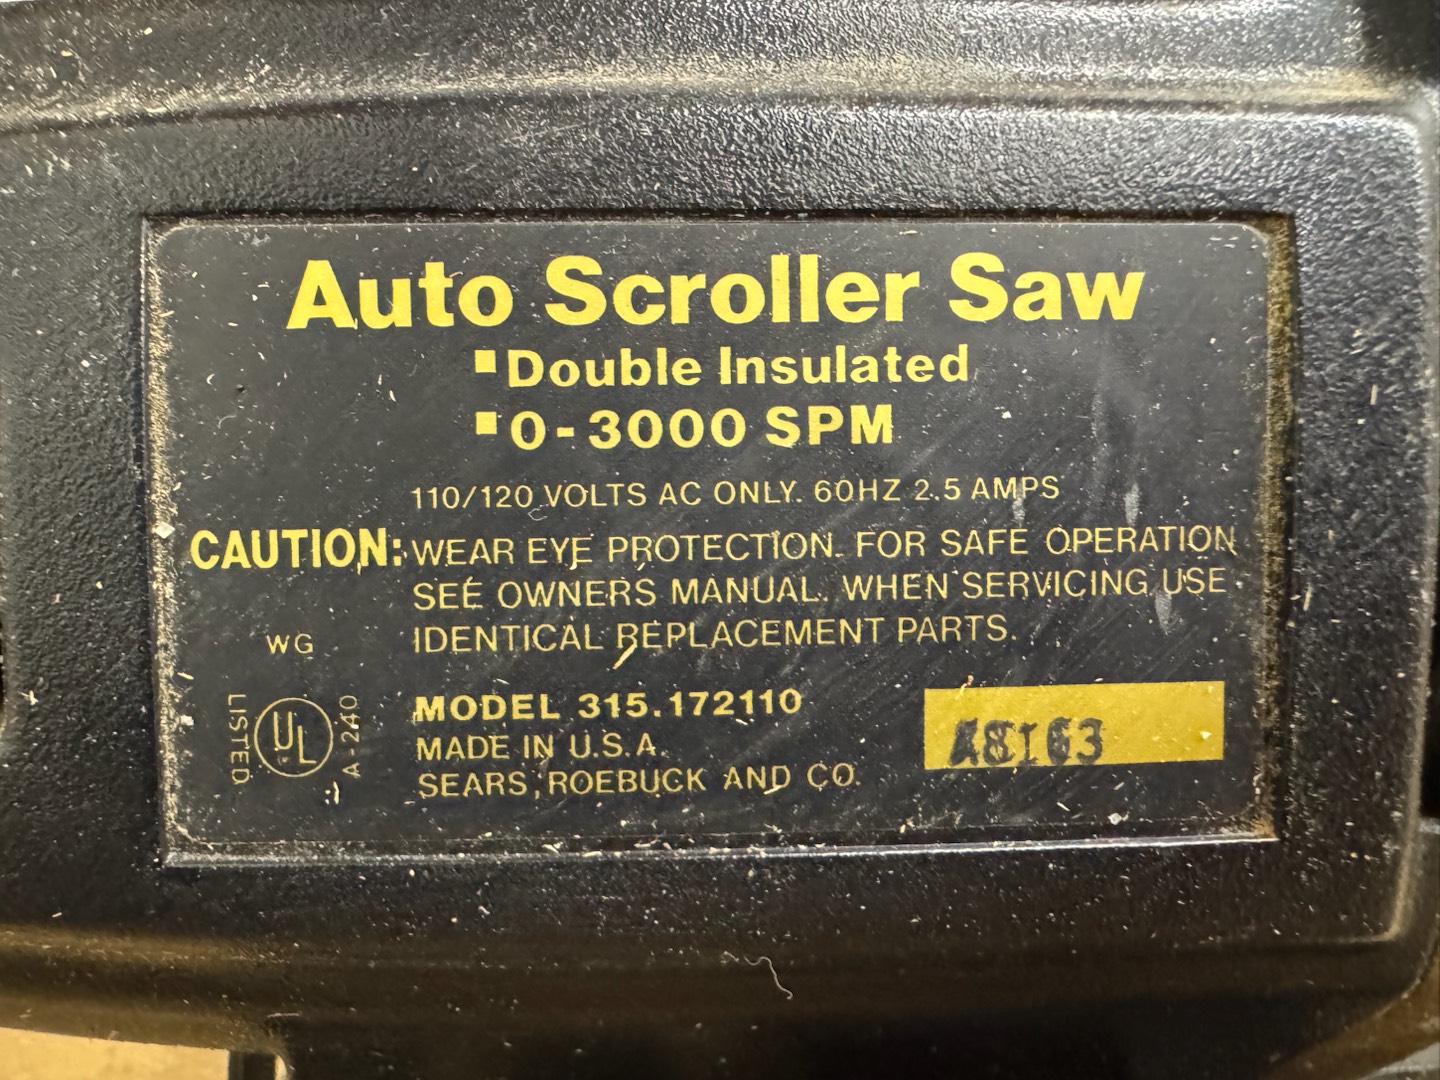 Auto Scroller Saw
▪Double Insulated
▪0-3000 SPM
110/120 VOLTS AC ONLY. 60HZ 2.5 AMPS
CAUTION: WEAR EYE PROTECTION. FOR SAFE OPERATION
SEE OWNERS MANUAL. WHEN SERVICING USE
IDENTICAL REPLACEMENT PARTS.
WG
LISTED
UL
A-240
MODEL 315.172110
MADE IN U.S.A.
SEARS, ROEBUCK AND CO.